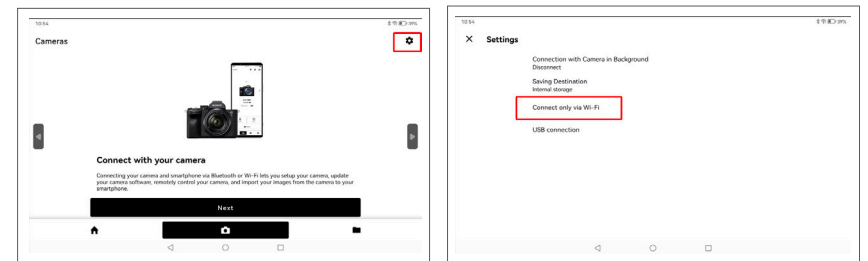 10:54
39%
Cameras
Connect with your camera
Connecting your camera and smartphone via Bluetooth or Wi-Fi lets you setup your camera, update
your camera software, remotely control your camera, and import your images from the camera to your
smartphone.
Next
10:54
39%
Settings
Connection with Camera in Background
Disconnect
Saving Destination
Internal storage
Connect only via Wi-Fi
USB connection